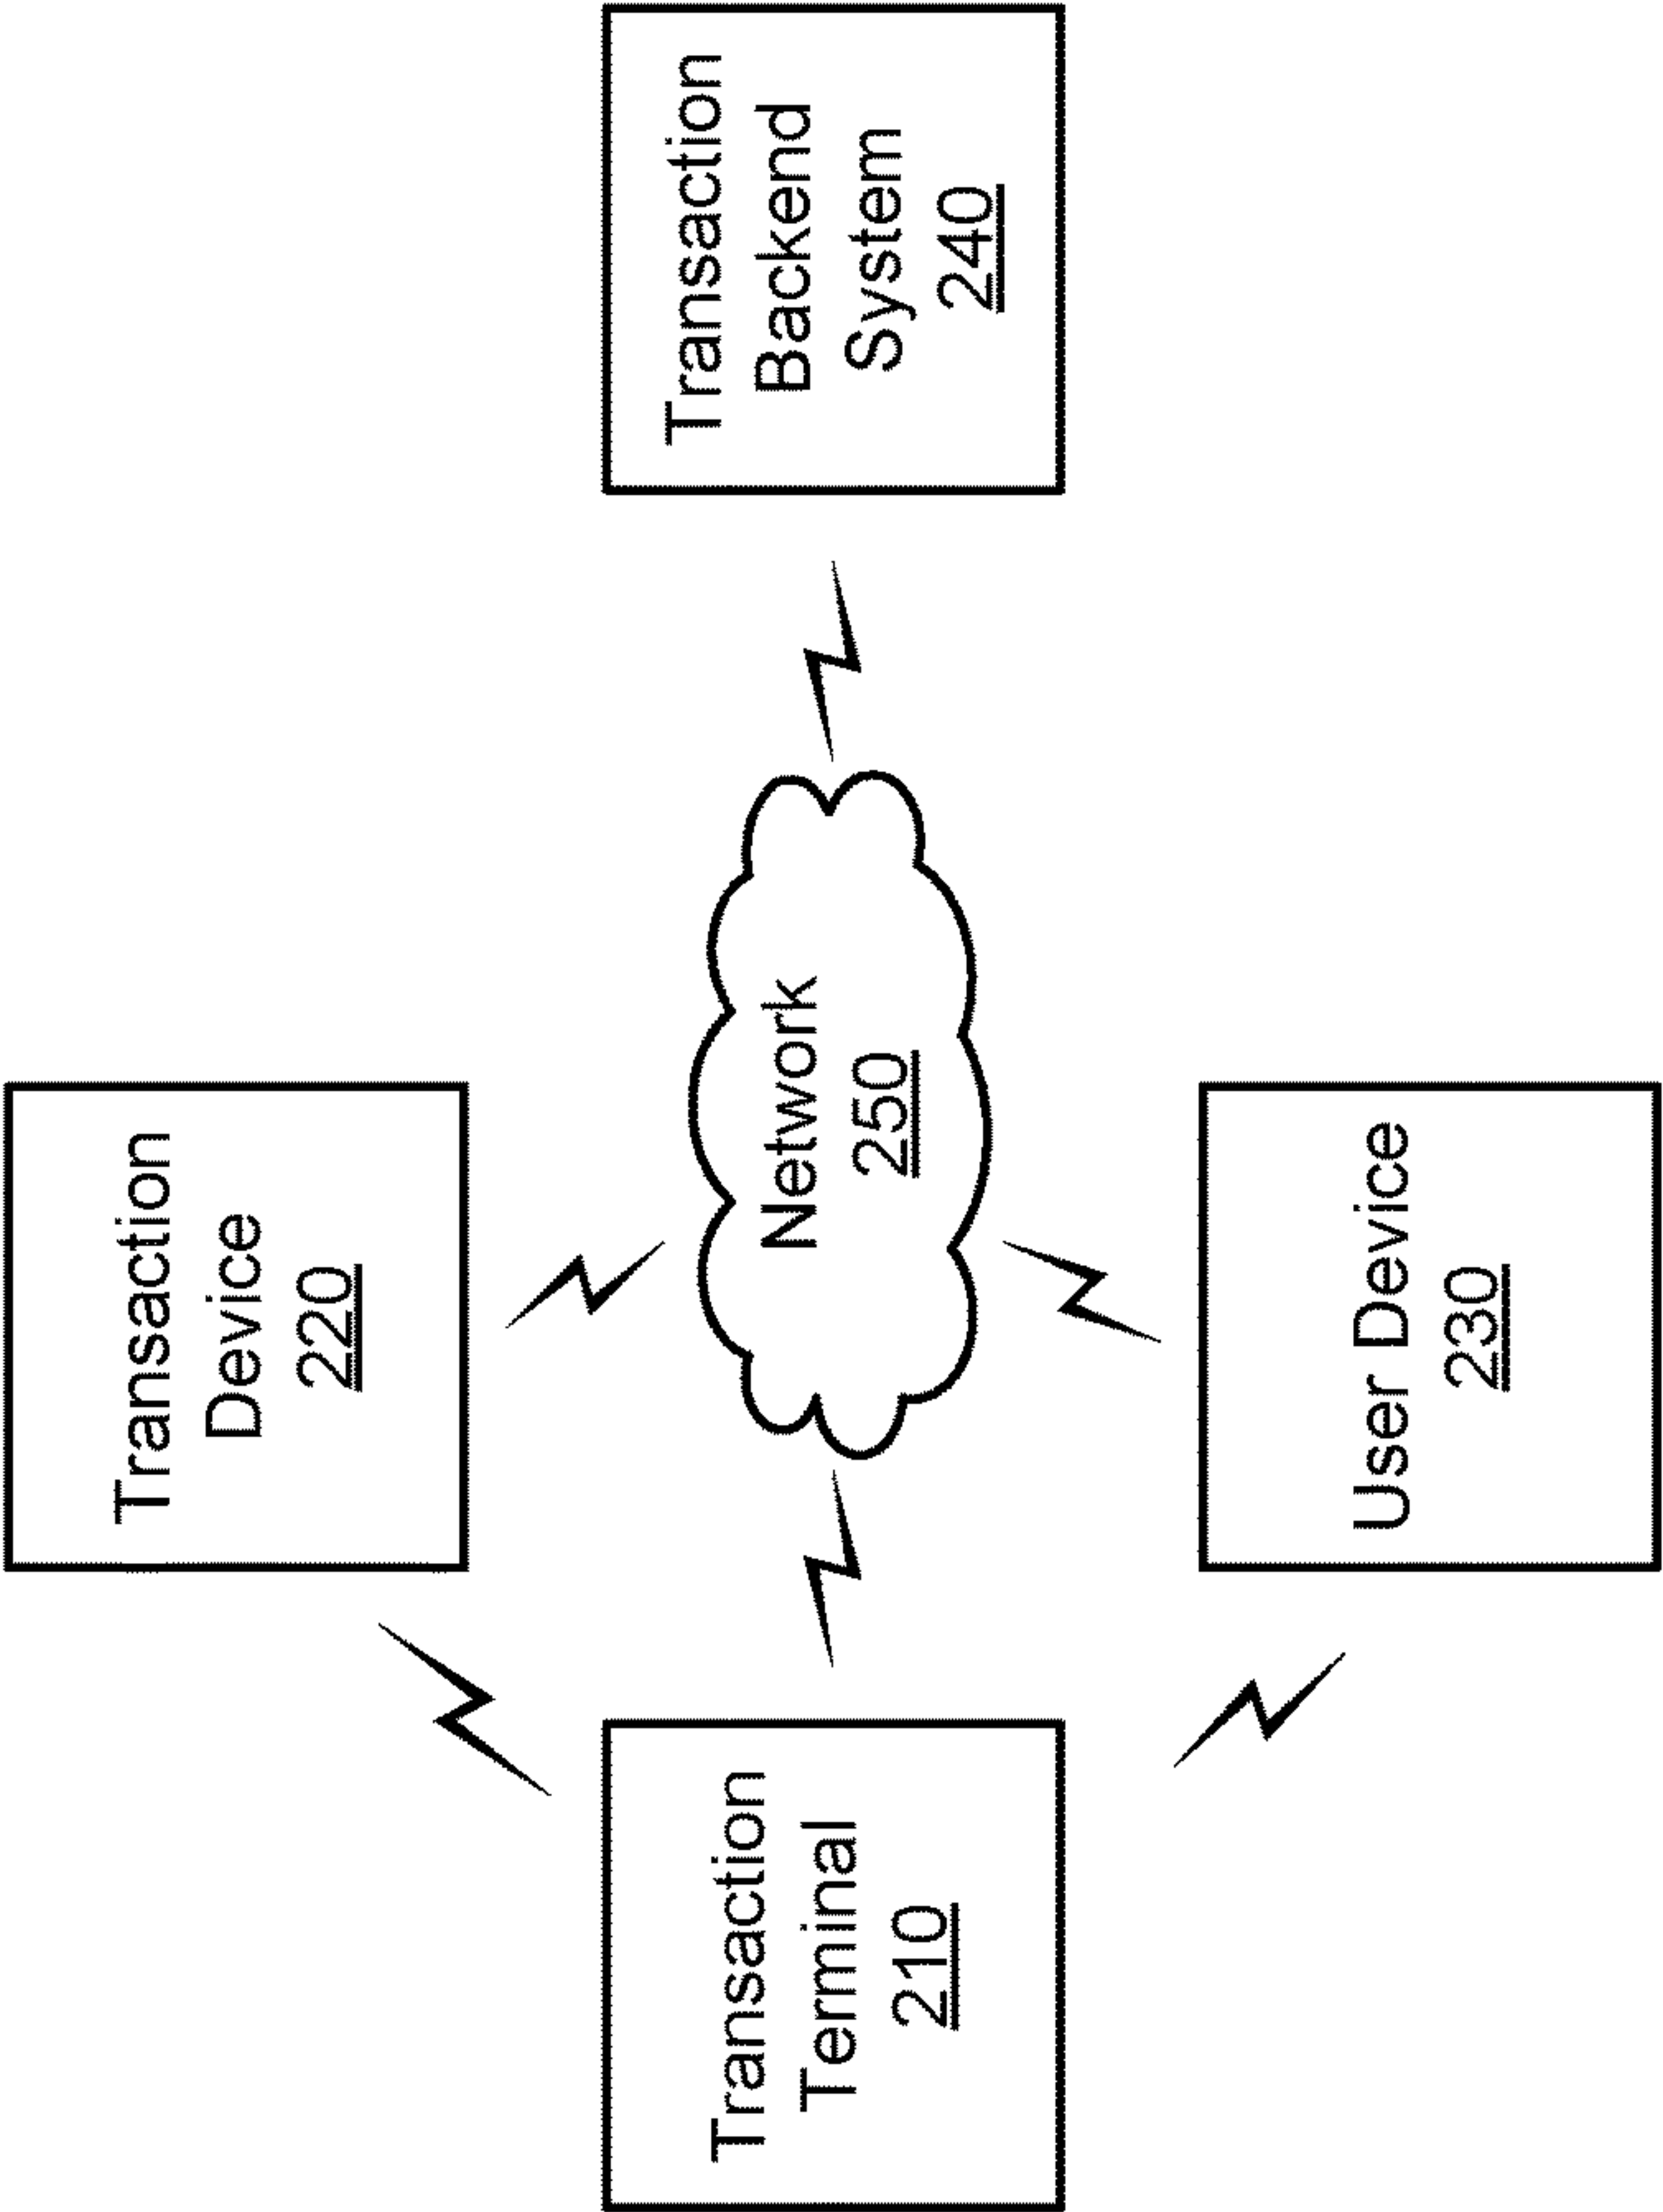 Transaction
Device
220
Transaction
Terminal
210
Network
250
Transaction
Backend
System
240
User Device
230